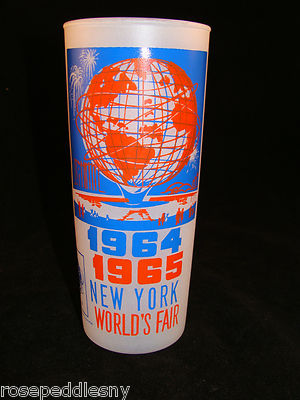 1964
1965
NEW YORK
WORLD'S FAIR
rosepeddlesny